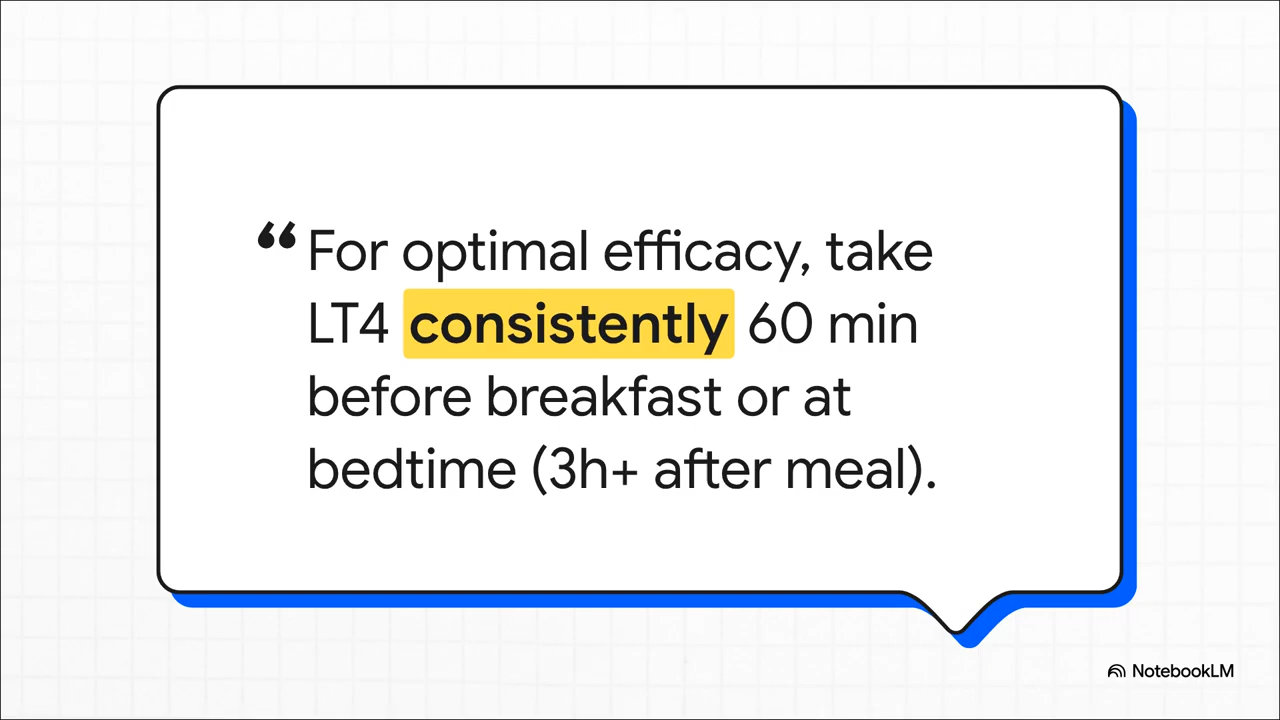 “For optimal efficacy, take
LT4 consistently 60 min
before breakfast or at
bedtime (3h+ after meal).
NotebookLM